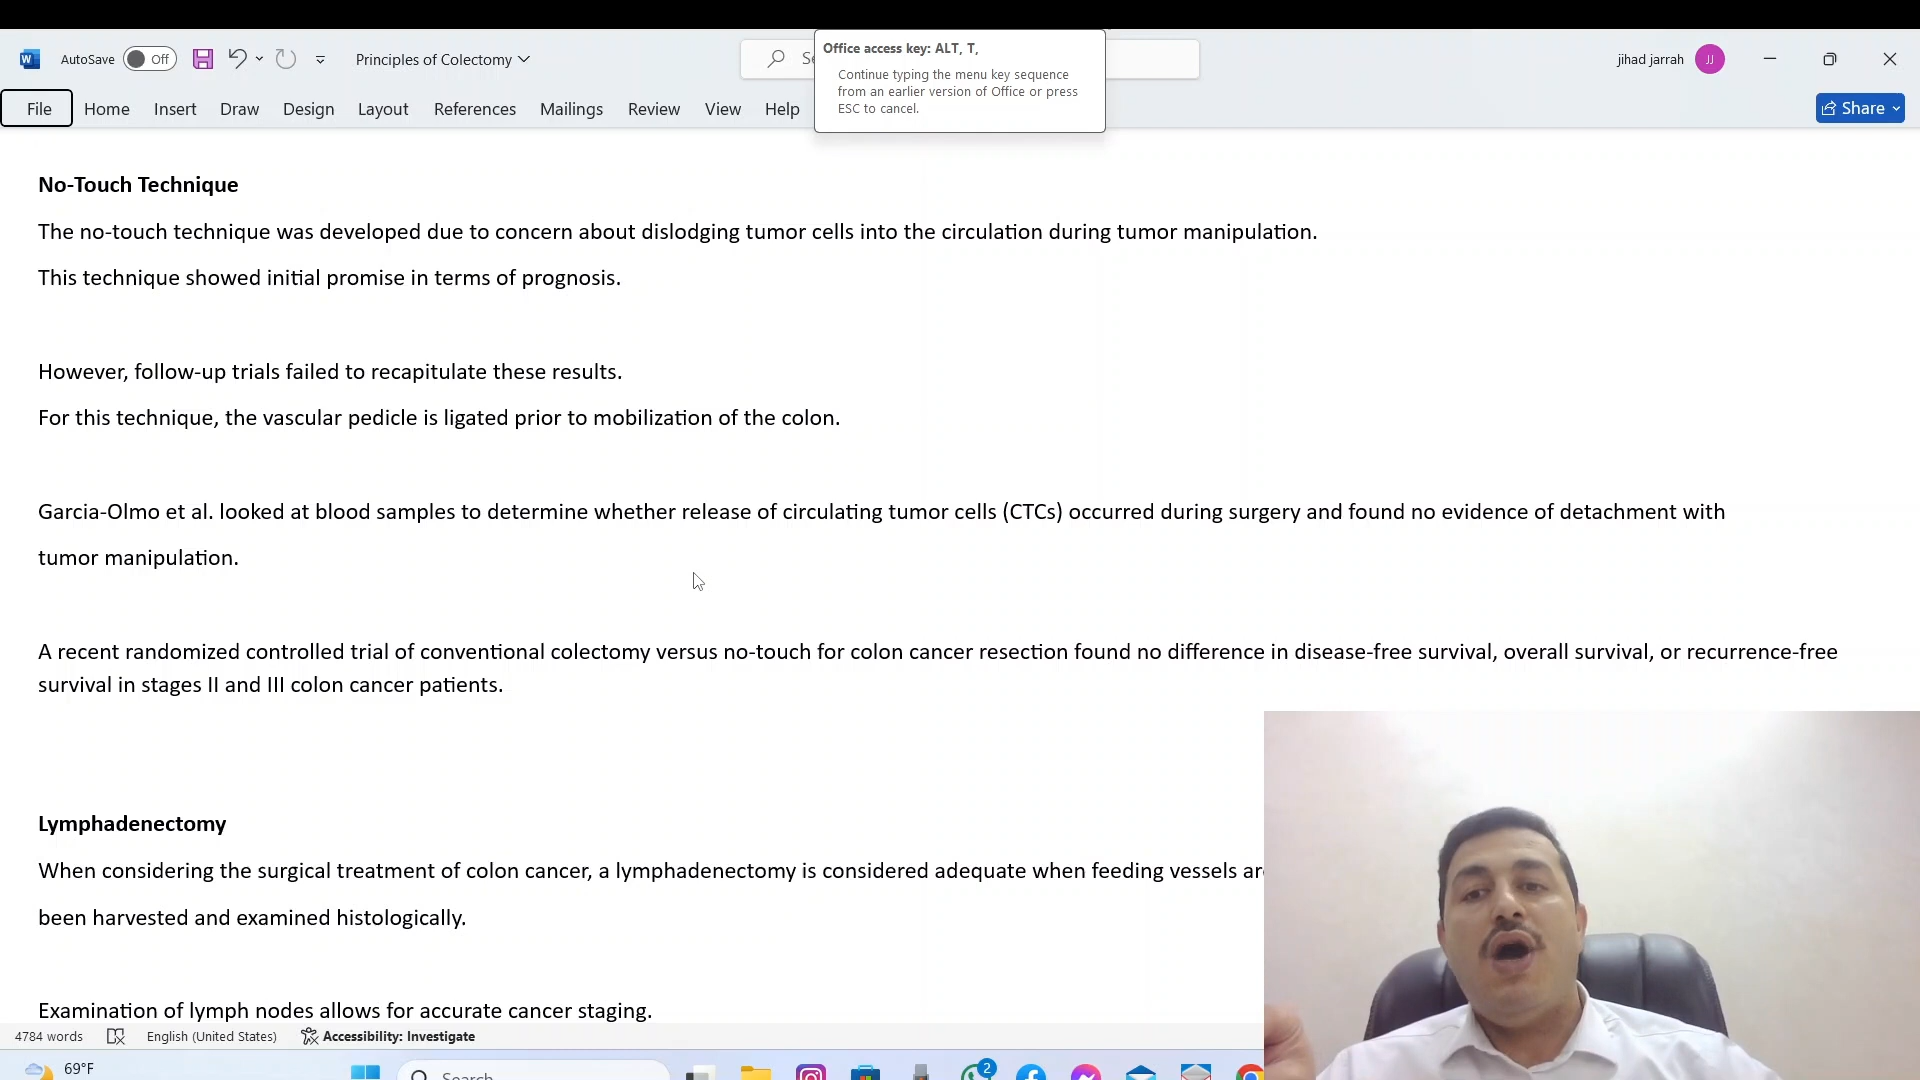 AutoSave Off Principles of Colectomy
Office access key: ALT, T,
Continue typing the menu key sequence
from an earlier version of Office or press
ESC to cancel.
jihad jarrah JJ
File Home Insert Draw Design Layout References Mailings Review View Help
Share
No-Touch Technique
The no-touch technique was developed due to concern about dislodging tumor cells into the circulation during tumor manipulation.
This technique showed initial promise in terms of prognosis.
However, follow-up trials failed to recapitulate these results.
For this technique, the vascular pedicle is ligated prior to mobilization of the colon.
Garcia-Olmo et al. looked at blood samples to determine whether release of circulating tumor cells (CTCs) occurred during surgery and found no evidence of detachment with
tumor manipulation.
A recent randomized controlled trial of conventional colectomy versus no-touch for colon cancer resection found no difference in disease-free survival, overall survival, or recurrence-free
survival in stages II and III colon cancer patients.
Lymphadenectomy
When considering the surgical treatment of colon cancer, a lymphadenectomy is considered adequate when feeding vessels
been harvested and examined histologically.
Examination of lymph nodes allows for accurate cancer staging.
4784 words English (United States) Accessibility: Investigate
69°F
Search
2